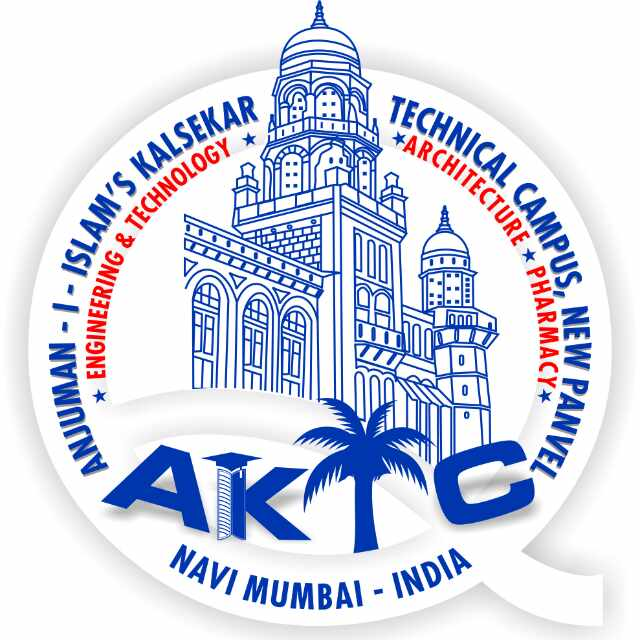 ANJUMAN - I - ISLAM'S KALSEKAR
TECHNICAL CAMPUS, NEW PANVEL
★ ENGINEERING & TECHNOLOGY ★
★ ARCHITECTURE ★ PHARMACY ★
AKTC
NAVI MUMBAI - INDIA